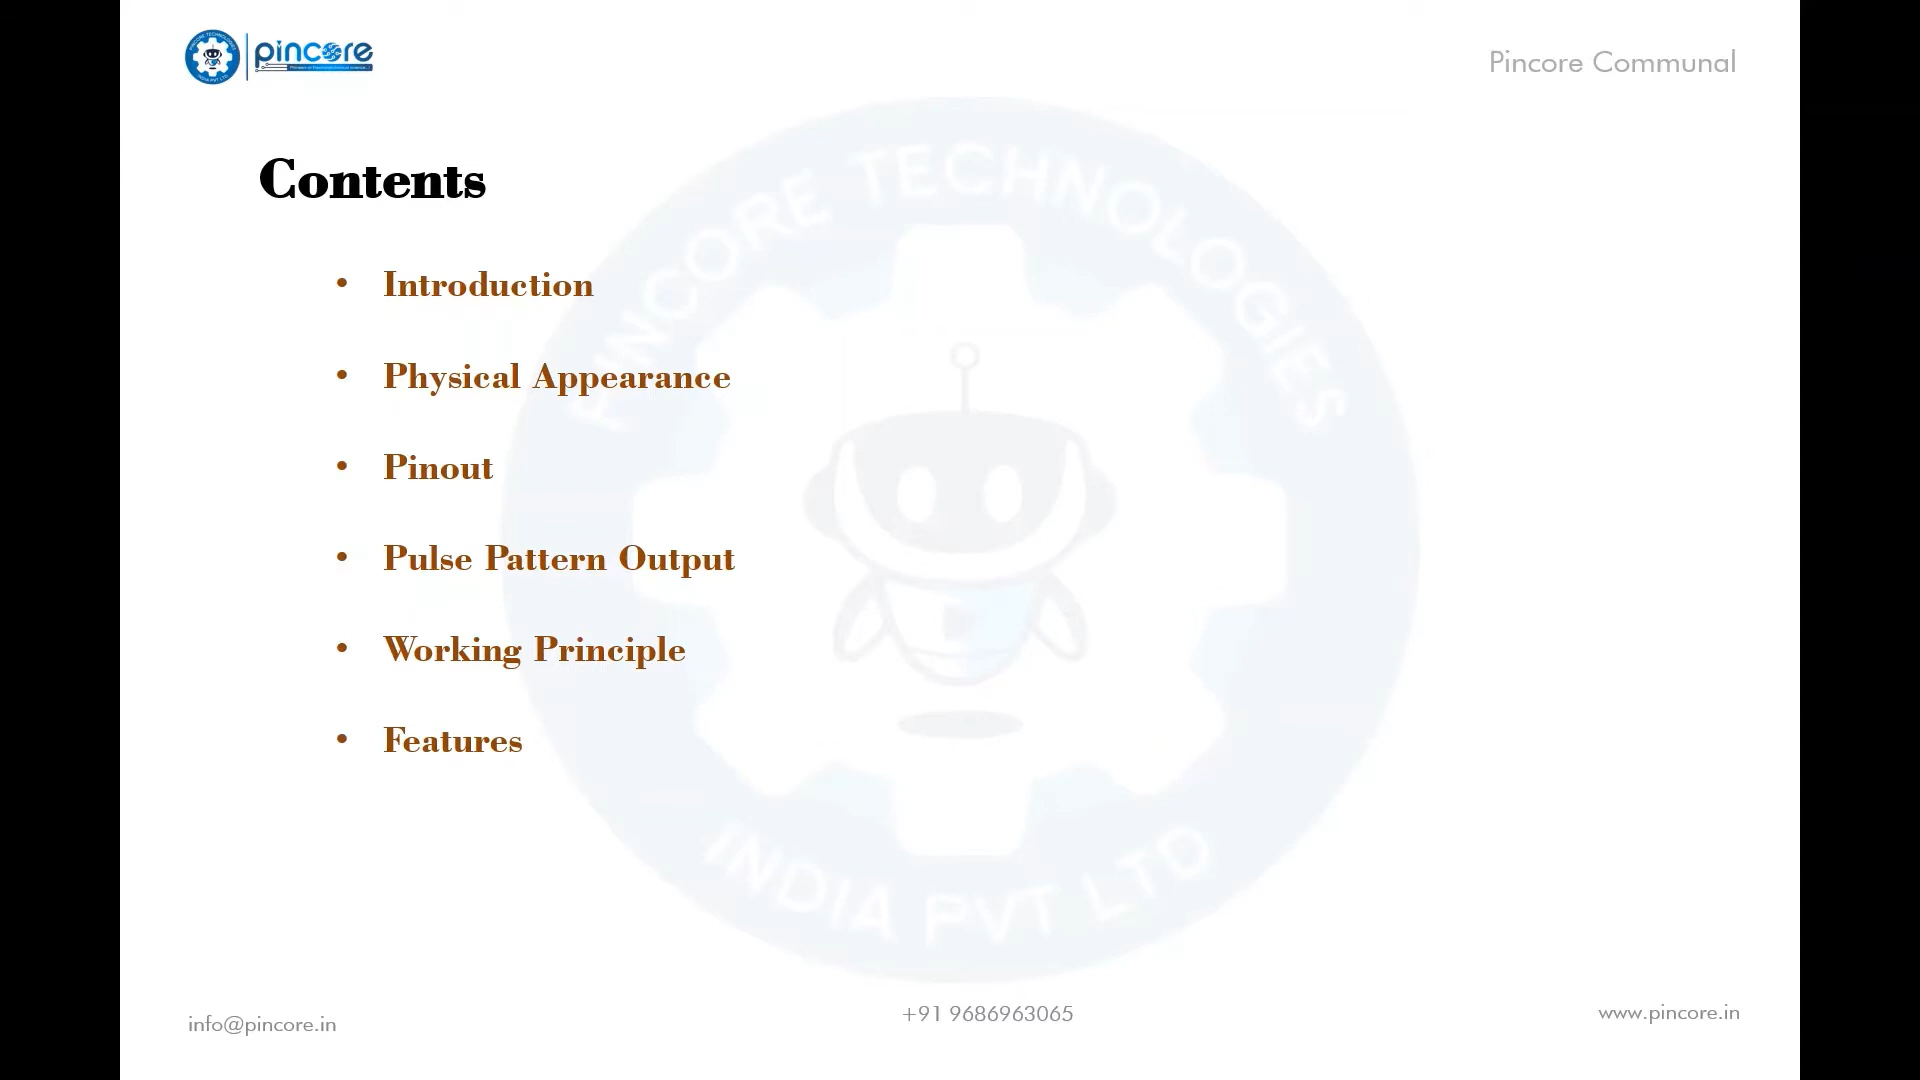 pincore
Pincore Communal
PINCORE TECHNOLOGIES
Contents
• Introduction
• Physical Appearance
• Pinout
• Pulse Pattern Output
• Working Principle
• Features
INDIA PVT LTD
info@pincore.in
+91 9686963065
www.pincore.in